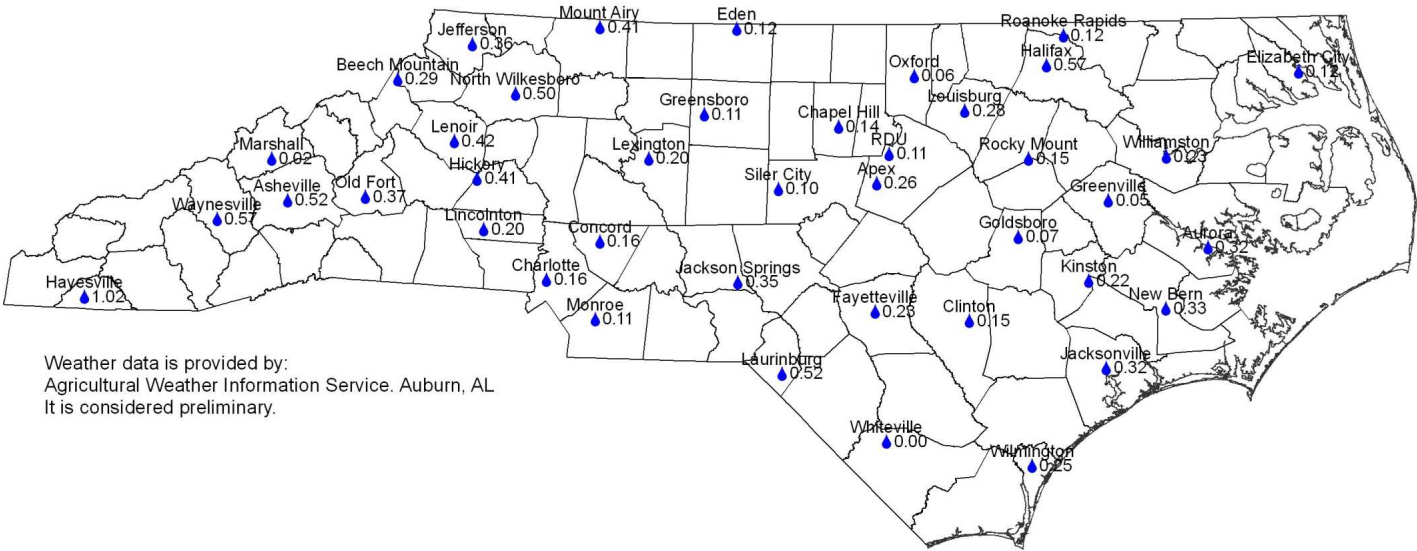 Mount Airy
0.41
Eden
0.12
Roanoke Rapids
0.12
Jefferson
0.36
Halifax
0.57
Elizabeth City
0.12
Beech Mountain
0.29
North Wilkesboro
0.50
Oxford
0.06
Louisburg
0.28
Greensboro
0.11
Chapel Hill
0.14
Lenoir
0.42
Lexington
0.20
RDU
0.11
Rocky Mount
0.15
Williamston
0.23
Marshall
0.02
Hickory
0.41
Siler City
0.10
Apex
0.26
Asheville
0.52
Old Fort
0.37
Greenville
0.05
Waynesville
0.57
Lincolnton
0.20
Concord
0.16
Goldsboro
0.07
Aurora
0.32
Charlotte
0.16
Jackson Springs
0.35
Kinston
0.22
Hayesville
1.02
Monroe
0.11
Fayetteville
0.23
Clinton
0.15
New Bern
0.33
Laurinburg
0.52
Jacksonville
0.32
Weather data is provided by:
Agricultural Weather Information Service. Auburn, AL
It is considered preliminary.
Whiteville
0.00
Wilmington
0.25